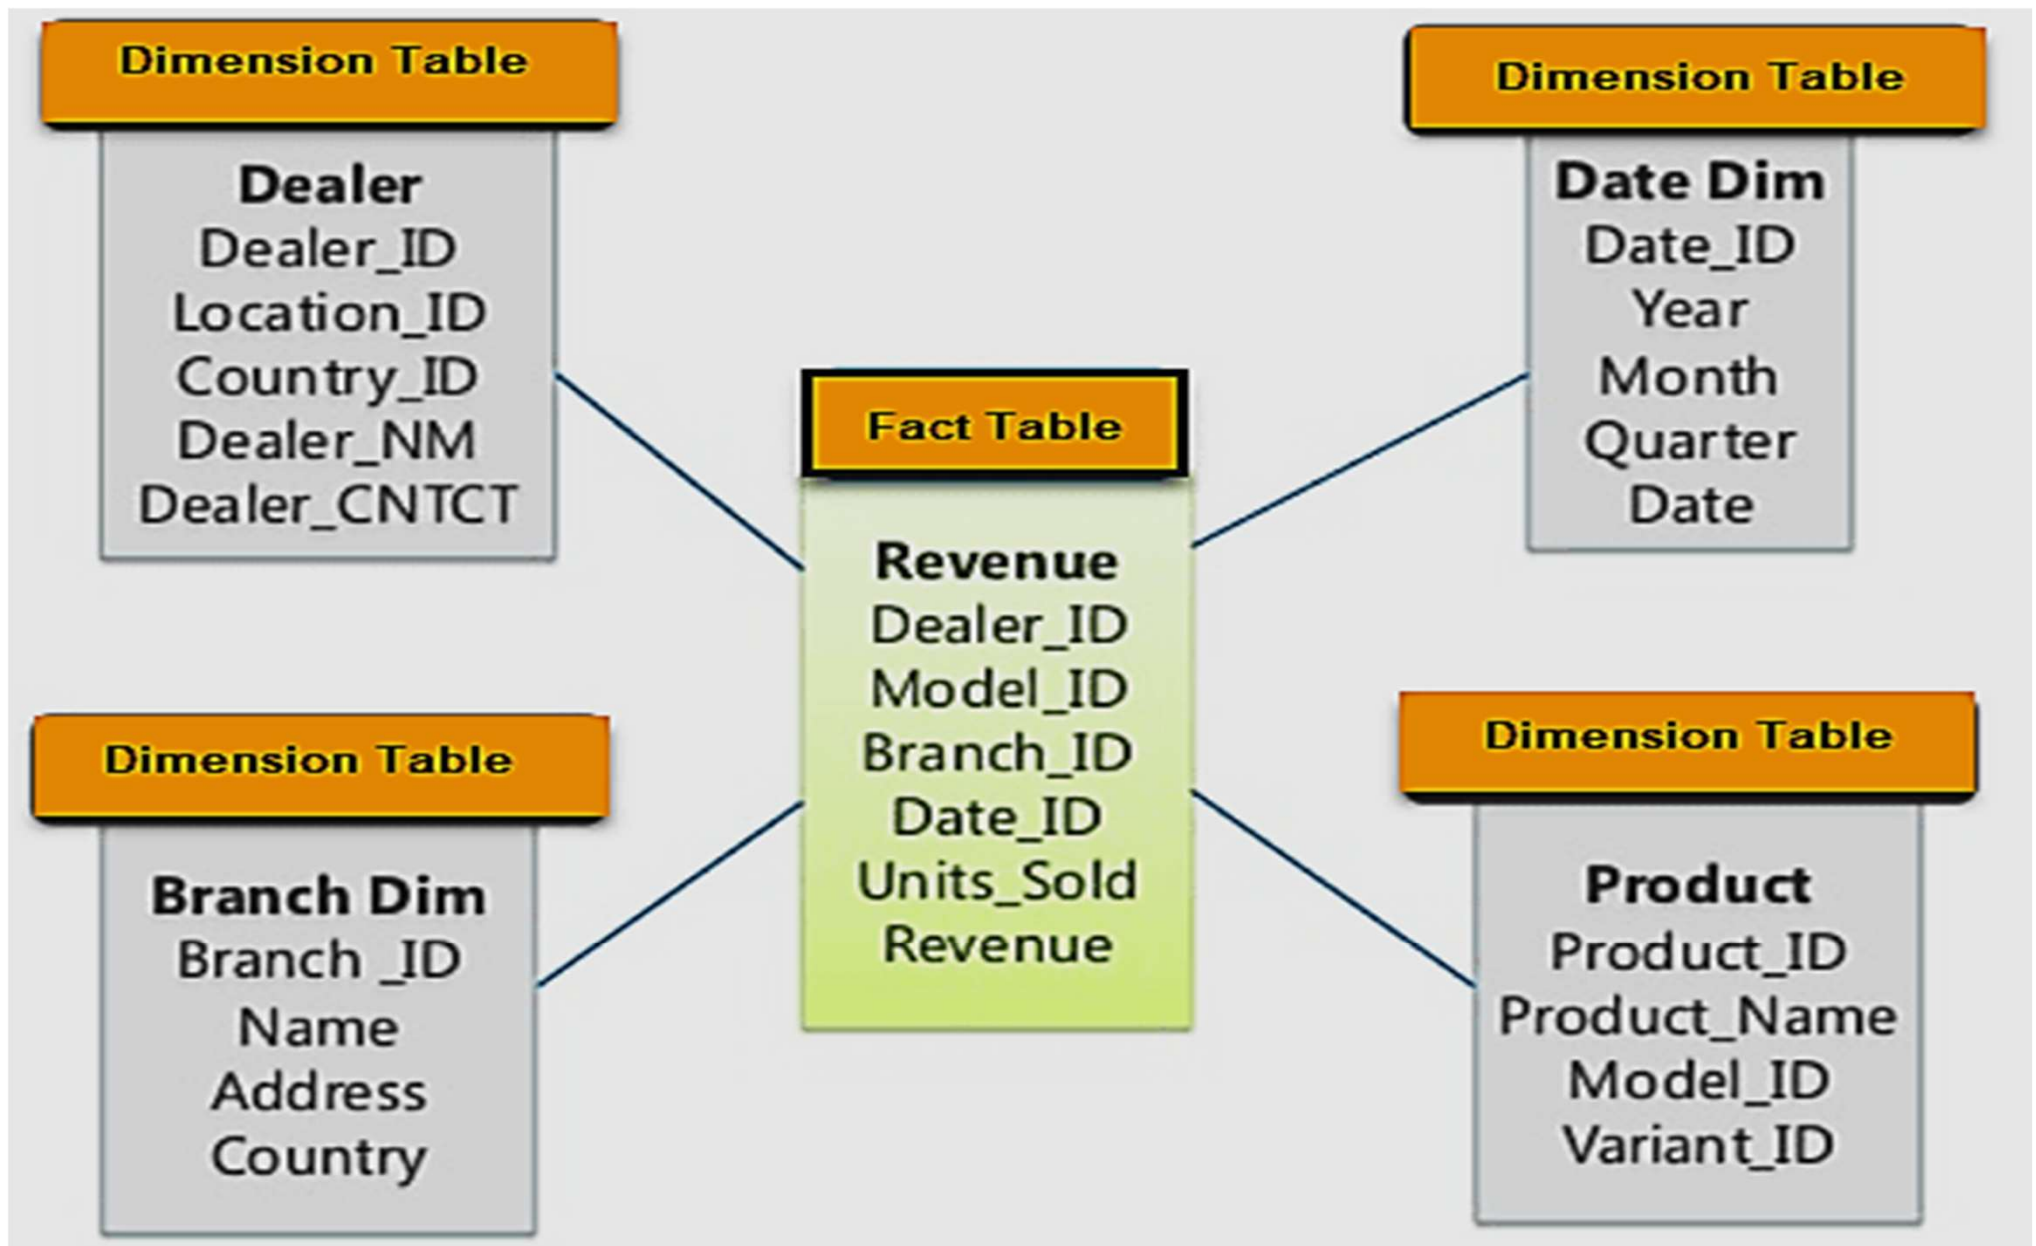 Dimension Table
Dealer
Dealer_ID
Location_ID
Country_ID
Dealer_NM
Dealer_CNTCT
Dimension Table
Date Dim
Date_ID
Year
Month
Quarter
Date
Fact Table
Revenue
Dealer_ID
Model_ID
Branch_ID
Date_ID
Units_Sold
Revenue
Dimension Table
Branch Dim
Branch _ID
Name
Address
Country
Dimension Table
Product
Product_ID
Product_Name
Model_ID
Variant_ID